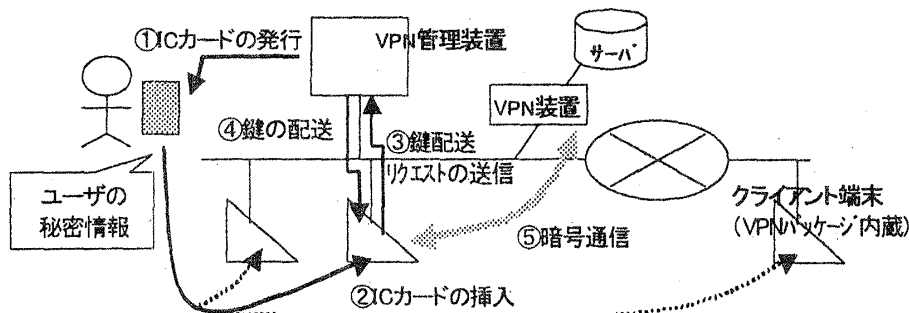 ①ICカードの発行
VPN管理装置
サーバ
VPN装置
④鍵の配送
③鍵配送
リクエストの送信
ユーザの
秘密情報
クライアント端末
(VPNパッケージ内蔵)
⑤暗号通信
②ICカードの挿入